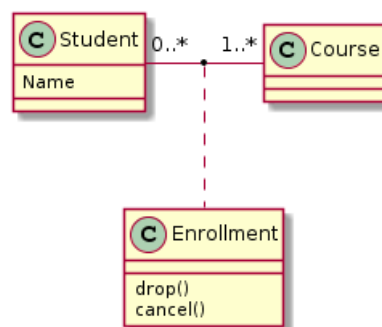 C Student
0..*
1..*
C Course
Name
C Enrollment
drop()
cancel()